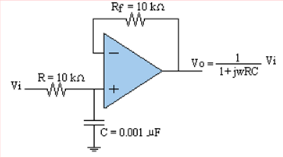 Rf = 10 kΩ
Vo = 1/(1+jwRC) Vi
R = 10 kΩ
Vi
−
+
C = 0.001 µF